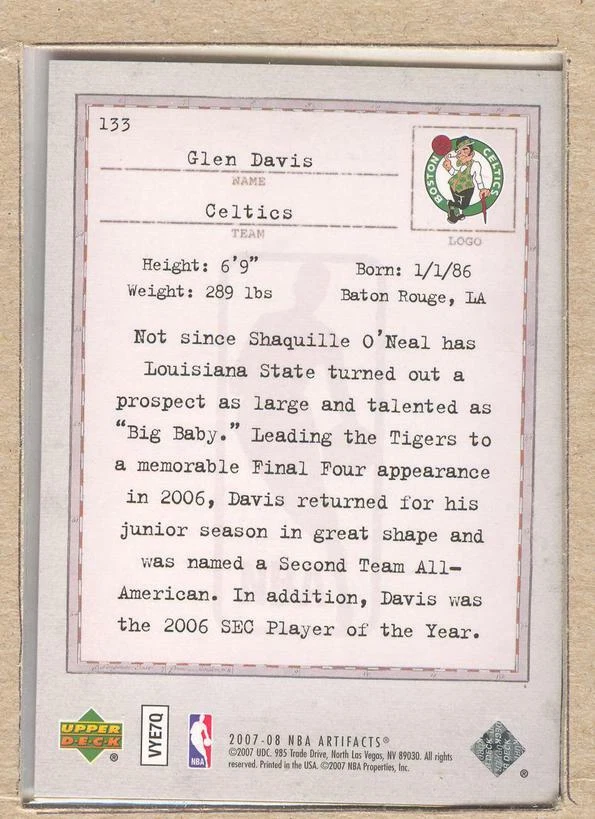 133
Glen Davis
NAME
Celtics
TEAM
BOSTON CELTICS
LOGO
Height: 6'9"
Weight: 289 lbs
Born: 1/1/86
Baton Rouge, LA
Not since Shaquille O'Neal has
Louisiana State turned out a
prospect as large and talented as
“Big Baby.” Leading the Tigers to
a memorable Final Four appearance
in 2006, Davis returned for his
junior season in great shape and
was named a Second Team All-
American. In addition, Davis was
the 2006 SEC Player of the Year.
UPPER
DECK
®
VYE7Q
NBA
2007-08 NBA ARTIFACTS®
©2007 UDC. 985 Trade Drive, North Las Vegas, NV 89030. All rights
reserved. Printed in the USA. ©2007 NBA Properties, Inc.
®